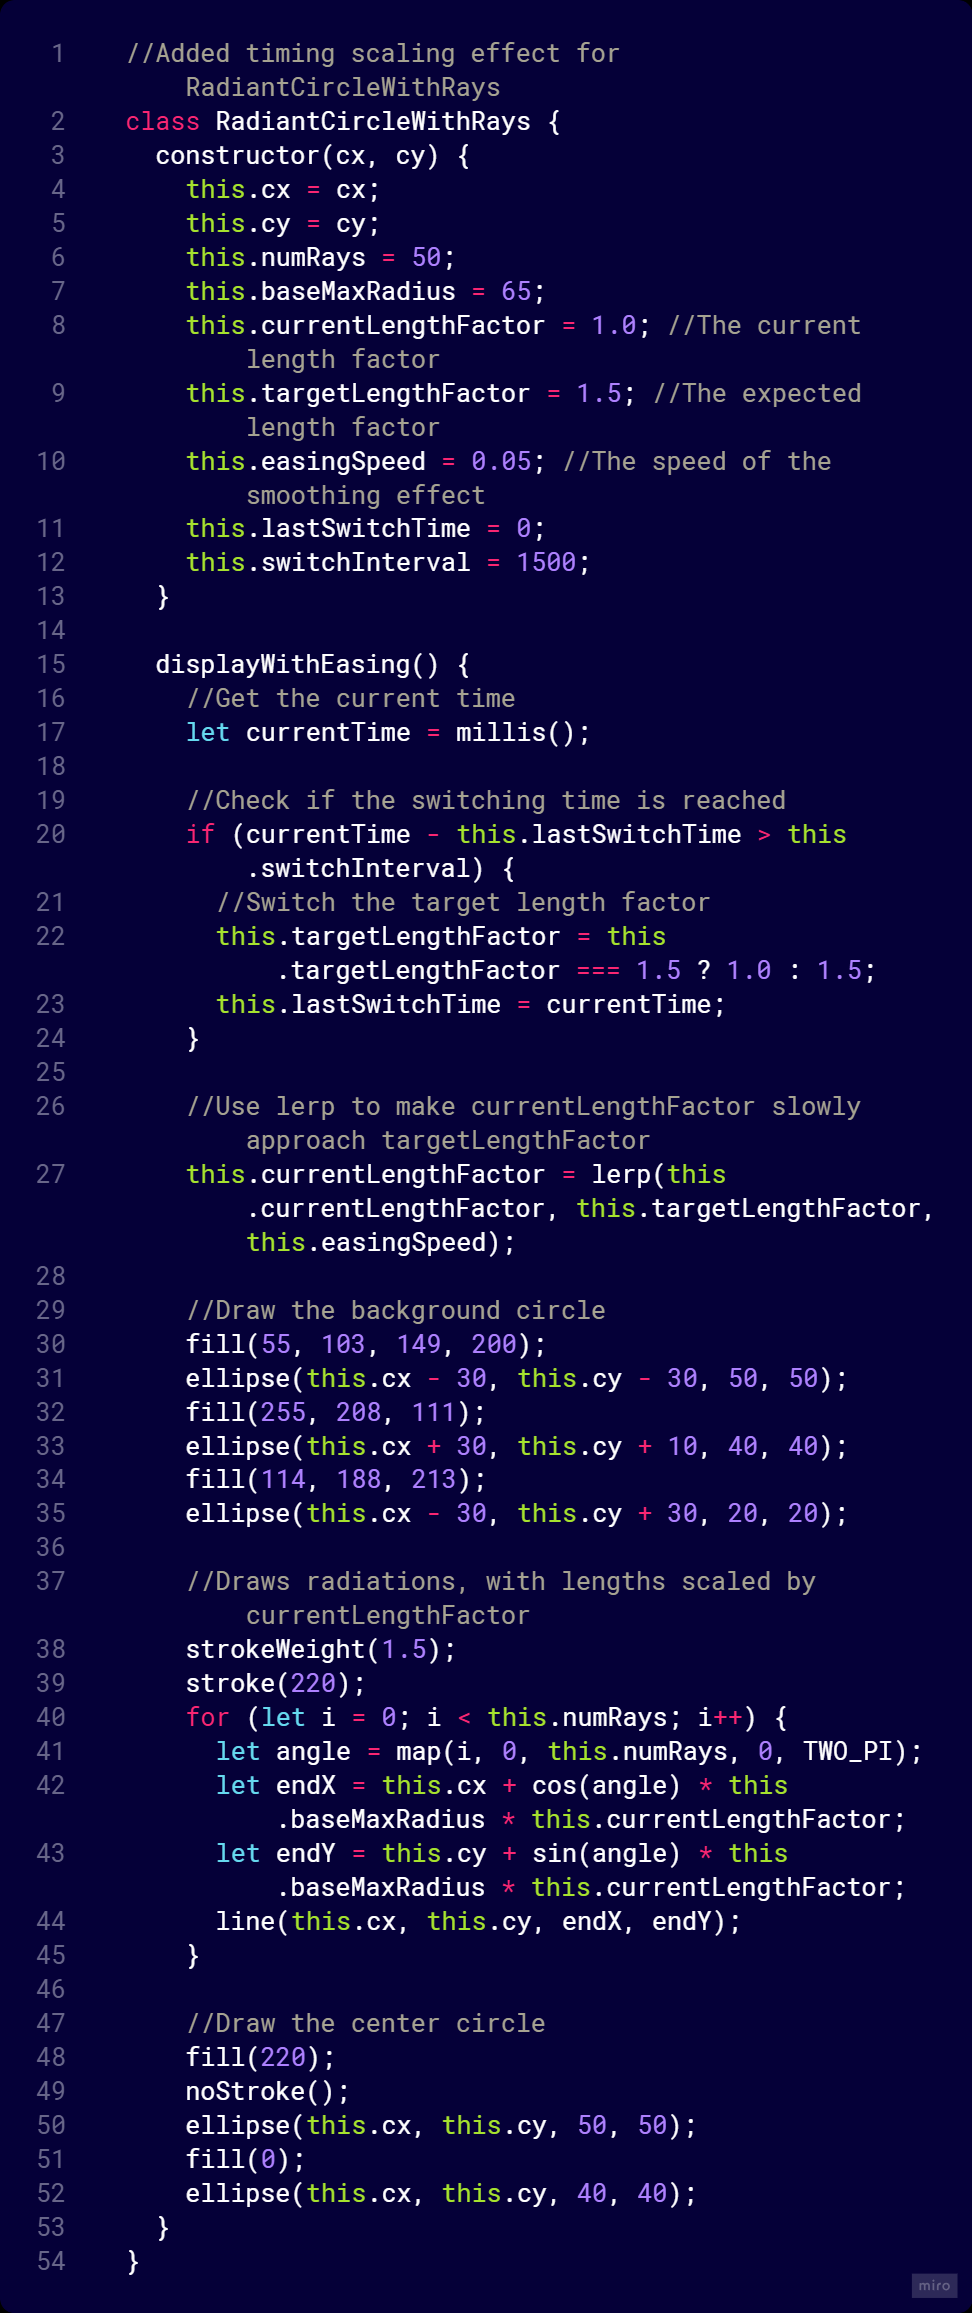 1 //Added timing scaling effect for
RadiantCircleWithRays
2 class RadiantCircleWithRays {
3 constructor(cx, cy) {
4 this.cx = cx;
5 this.cy = cy;
6 this.numRays = 50;
7 this.baseMaxRadius = 65;
8 this.currentLengthFactor = 1.0; //The current
length factor
9 this.targetLengthFactor = 1.5; //The expected
length factor
10 this.easingSpeed = 0.05; //The speed of the
smoothing effect
11 this.lastSwitchTime = 0;
12 this.switchInterval = 1500;
13 }
14
15 displayWithEasing() {
16 //Get the current time
17 let currentTime = millis();
18
19 //Check if the switching time is reached
20 if (currentTime - this.lastSwitchTime > this
.switchInterval) {
21 //Switch the target length factor
22 this.targetLengthFactor = this
.targetLengthFactor === 1.5 ? 1.0 : 1.5;
23 this.lastSwitchTime = currentTime;
24 }
25
26 //Use lerp to make currentLengthFactor slowly
approach targetLengthFactor
27 this.currentLengthFactor = lerp(this
.currentLengthFactor, this.targetLengthFactor,
this.easingSpeed);
28
29 //Draw the background circle
30 fill(55, 103, 149, 200);
31 ellipse(this.cx - 30, this.cy - 30, 50, 50);
32 fill(255, 208, 111);
33 ellipse(this.cx + 30, this.cy + 10, 40, 40);
34 fill(114, 188, 213);
35 ellipse(this.cx - 30, this.cy + 30, 20, 20);
36
37 //Draws radiations, with lengths scaled by
currentLengthFactor
38 strokeWeight(1.5);
39 stroke(220);
40 for (let i = 0; i < this.numRays; i++) {
41 let angle = map(i, 0, this.numRays, 0, TWO_PI);
42 let endX = this.cx + cos(angle) * this
.baseMaxRadius * this.currentLengthFactor;
43 let endY = this.cy + sin(angle) * this
.baseMaxRadius * this.currentLengthFactor;
44 line(this.cx, this.cy, endX, endY);
45 }
46
47 //Draw the center circle
48 fill(220);
49 noStroke();
50 ellipse(this.cx, this.cy, 50, 50);
51 fill(0);
52 ellipse(this.cx, this.cy, 40, 40);
53 }
54 }
miro